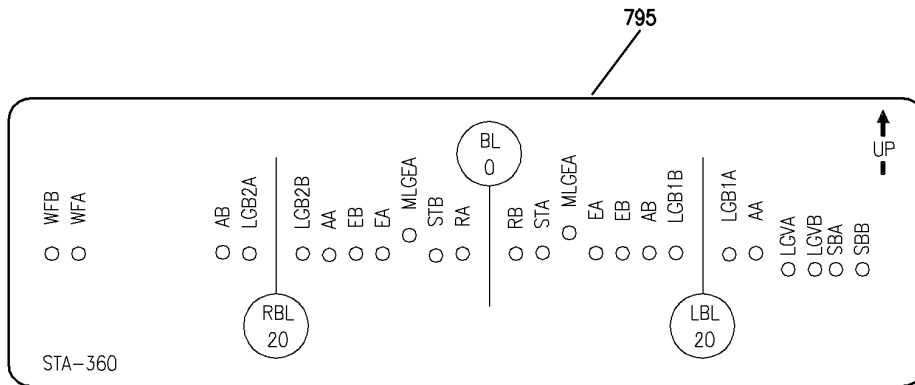 795
BL
0
UP
WFB
WFA
AB
LGB2A
LGB2B
AA
EB
EA
MLGEA
STB
RA
RB
STA
MLGEA
EA
EB
AB
LGB1B
LGB1A
AA
LGVA
LGVB
SBA
SBB
RBL
20
LBL
20
STA-360